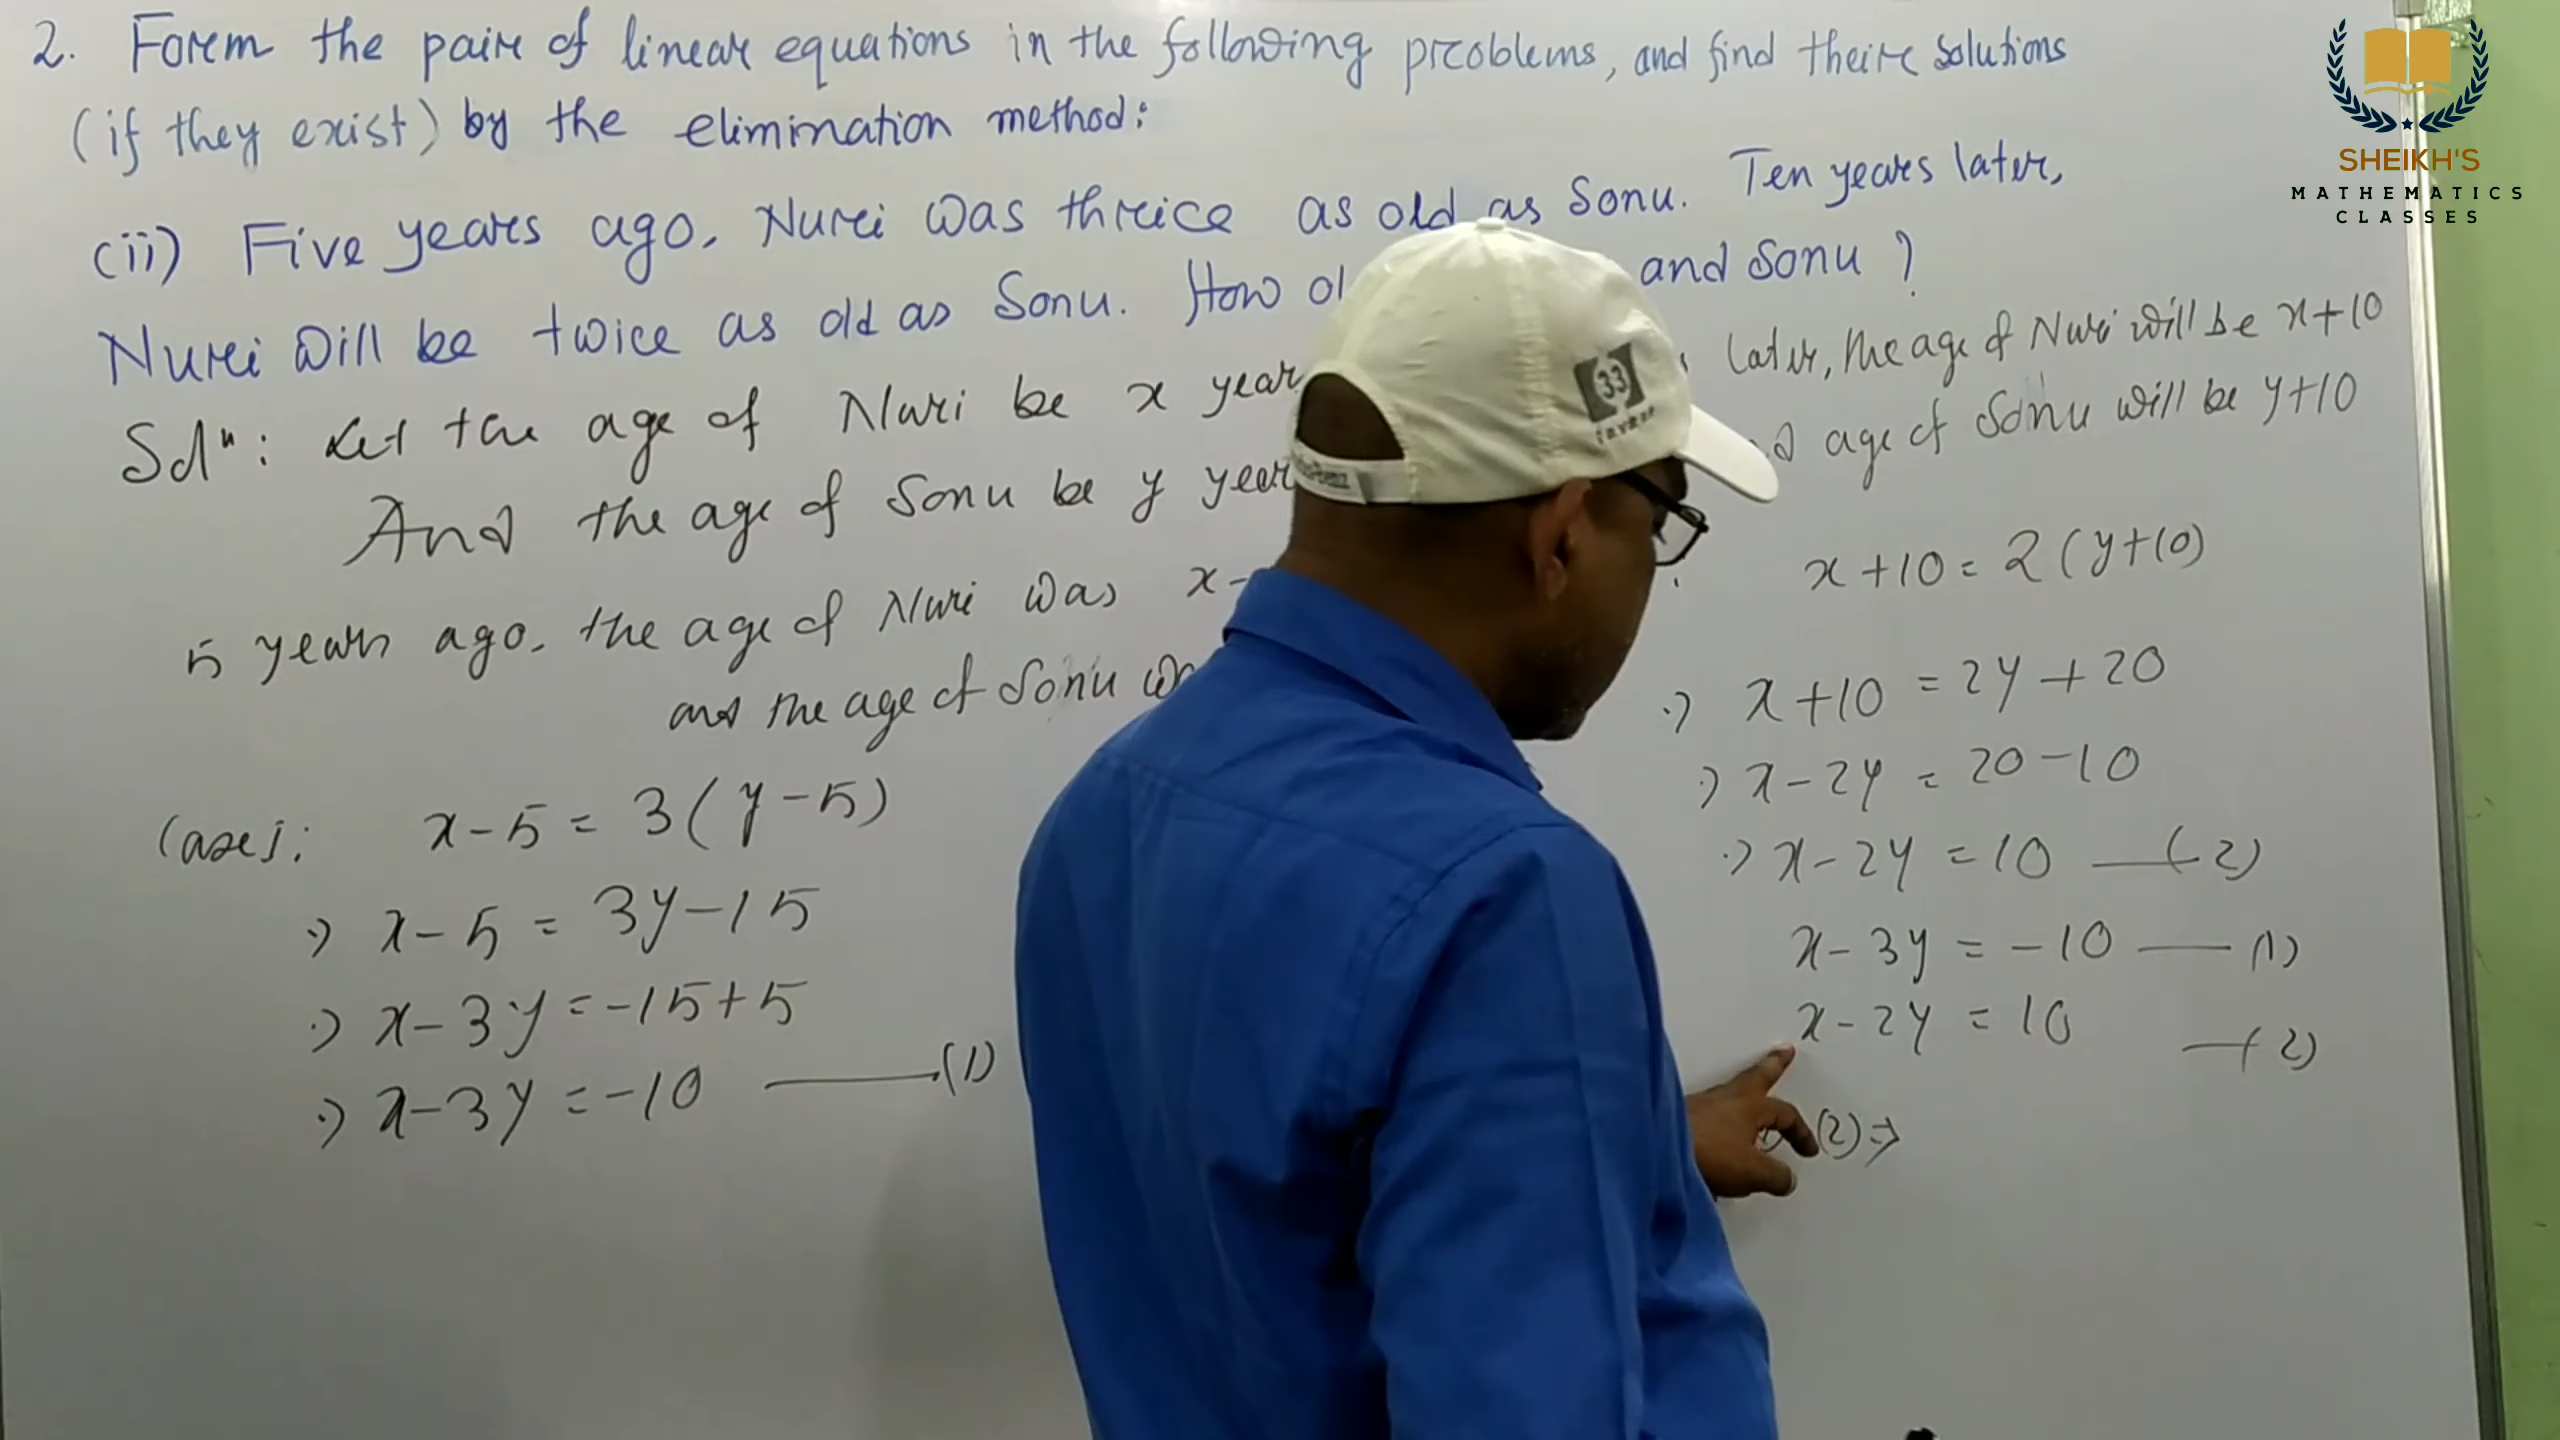 2. Form the pair of linear equations in the following problems, and find their solutions
(if they exist) by the elimination method:
(ii) Five years ago, Nuri was thrice as old as Sonu. Ten years later,
Nuri will be twice as old as Sonu. How ol and Sonu?
Solⁿ: Let the age of Nuri be x year
And the age of Sonu be y year
5 years ago, the age of Nuri was x-
and the age of Sonu wa
Case 1: x-5 = 3(y-5)
⇒ x-5 = 3y-15
⇒ x-3y = -15+5
⇒ x-3y = -10 —(1)
later, the age of Nuri will be x+10
age of Sonu will be y+10
x+10 = 2(y+10)
⇒ x+10 = 2y+20
⇒ x-2y = 20-10
⇒ x-2y = 10 —(2)
x-3y = -10 —(1)
x-2y = 10 —(2)
(2) ⇒
33
SHEIKH'S
MATHEMATICS
CLASSES